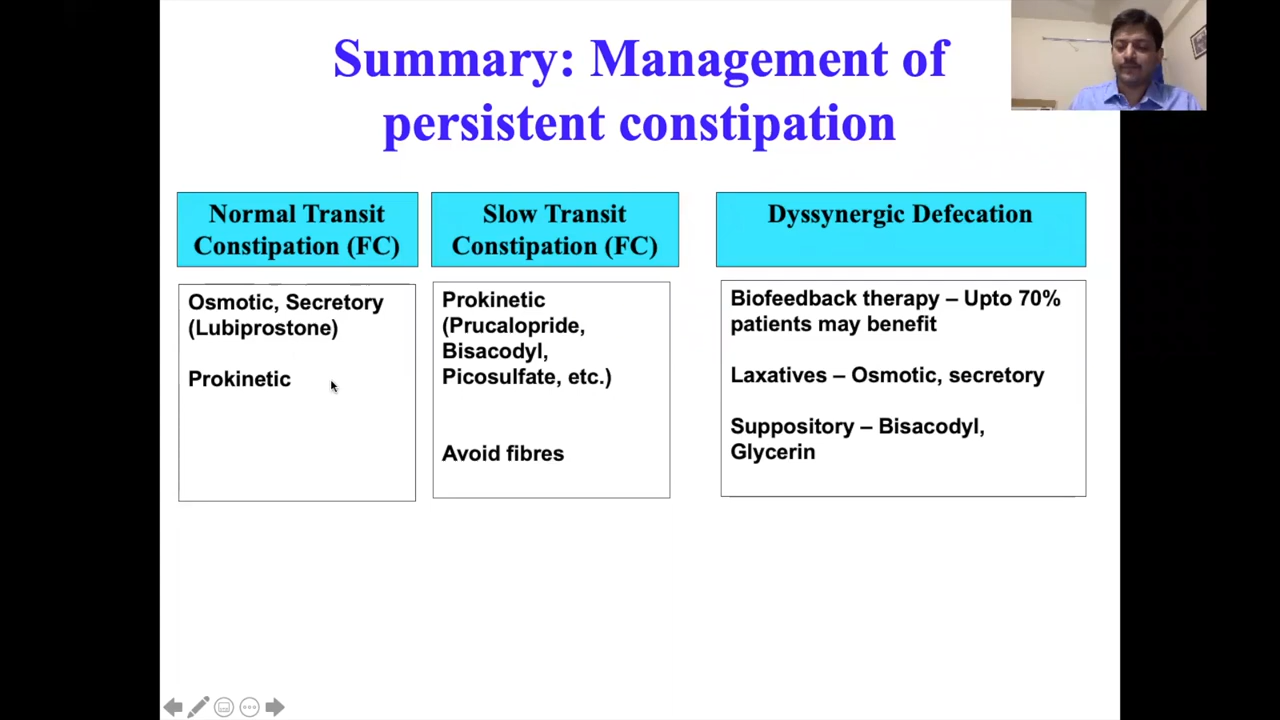 Summary: Management of
persistent constipation
Normal Transit
Constipation (FC)
Osmotic, Secretory
(Lubiprostone)
Prokinetic
Slow Transit
Constipation (FC)
Prokinetic
(Prucalopride,
Bisacodyl,
Picosulfate, etc.)
Avoid fibres
Dyssynergic Defecation
Biofeedback therapy – Upto 70%
patients may benefit
Laxatives – Osmotic, secretory
Suppository – Bisacodyl,
Glycerin